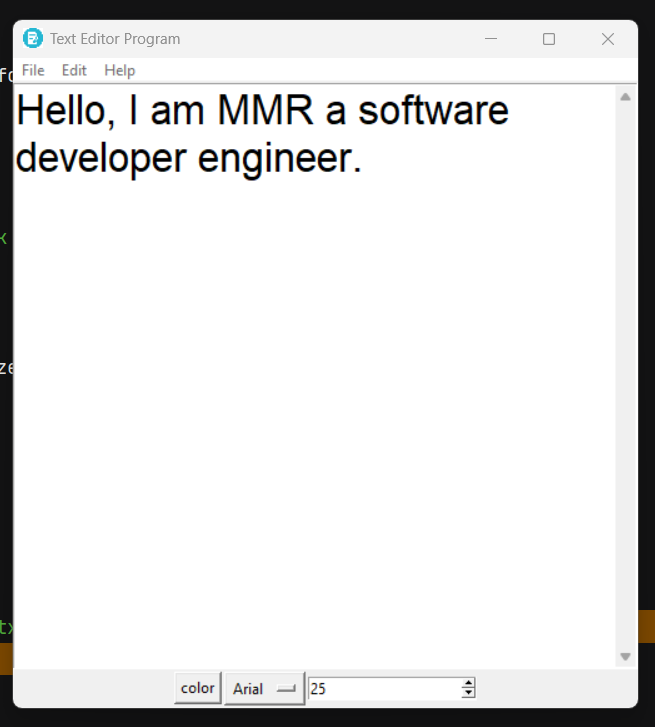 Text Editor Program
File Edit Help
Hello, I am MMR a software
developer engineer.
color Arial 25